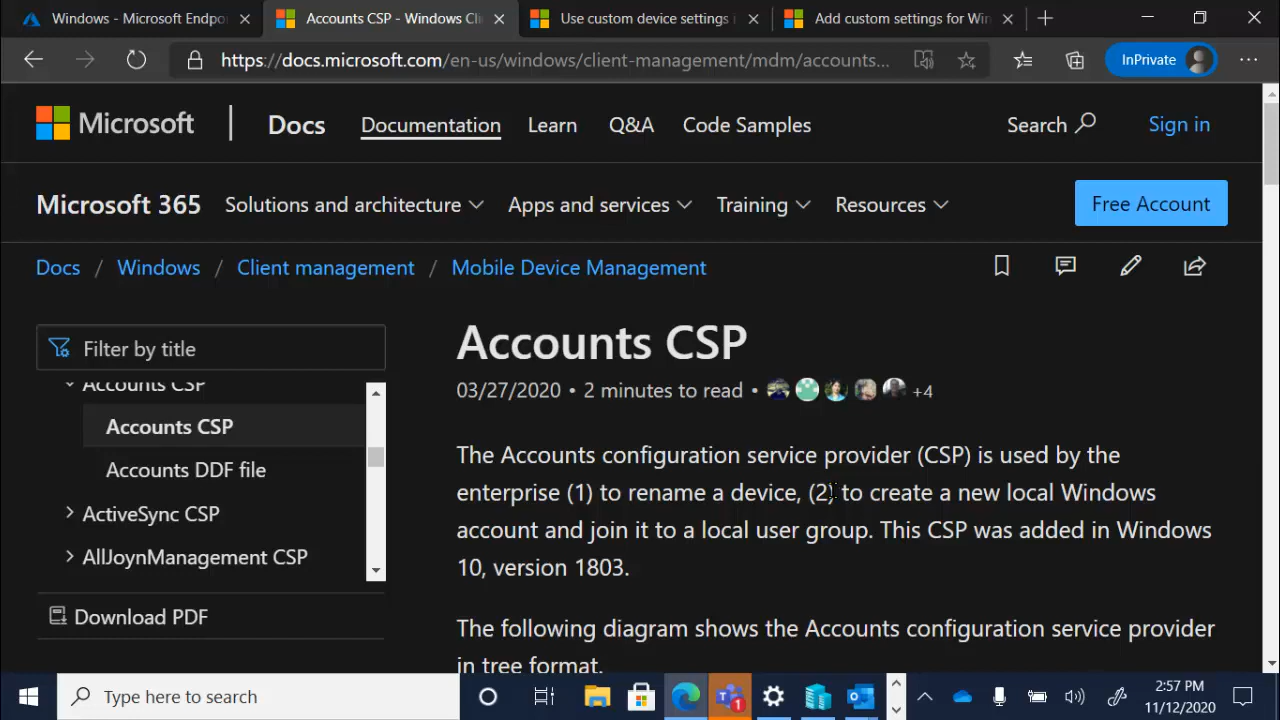 Windows - Microsoft Endpo
Accounts CSP - Windows Cli
Use custom device settings i
Add custom settings for Win
https://docs.microsoft.com/en-us/windows/client-management/mdm/accounts...
InPrivate
Microsoft
Docs
Documentation
Learn
Q&A
Code Samples
Search
Sign in
Microsoft 365
Solutions and architecture
Apps and services
Training
Resources
Free Account
Docs / Windows / Client management / Mobile Device Management
Filter by title
Accounts CSP
Accounts CSP
Accounts DDF file
ActiveSync CSP
AllJoynManagement CSP
Download PDF
Accounts CSP
03/27/2020 • 2 minutes to read • +4
The Accounts configuration service provider (CSP) is used by the
enterprise (1) to rename a device, (2) to create a new local Windows
account and join it to a local user group. This CSP was added in Windows
10, version 1803.
The following diagram shows the Accounts configuration service provider
in tree format.
Type here to search
1
2:57 PM
11/12/2020